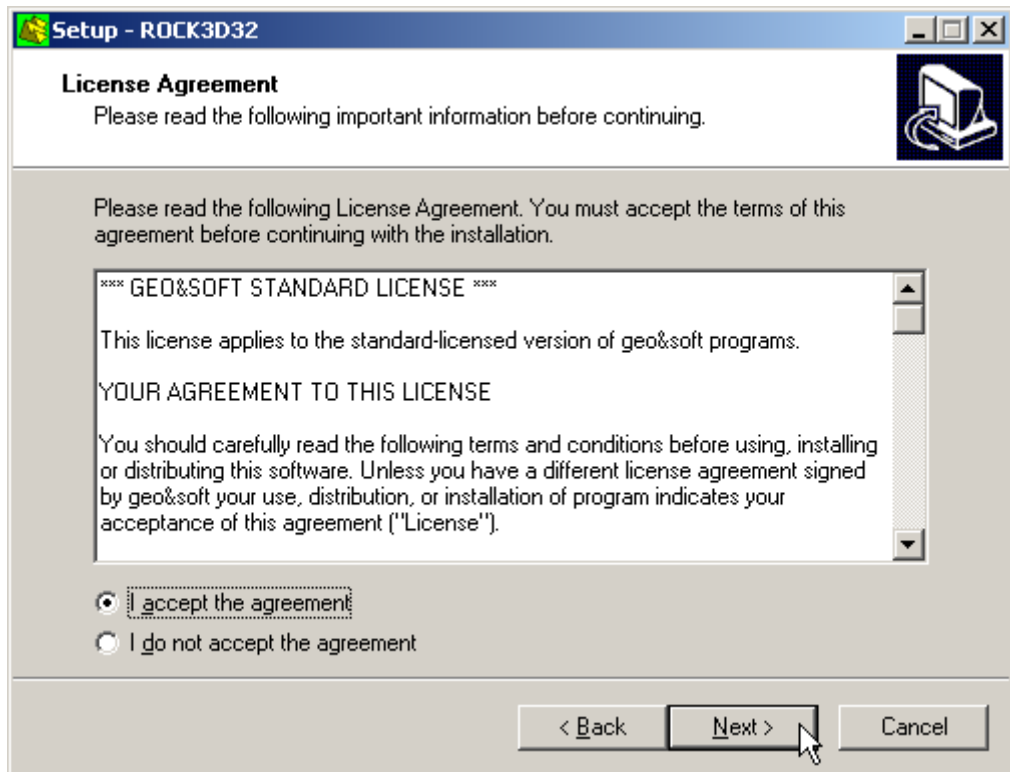 Setup - ROCK3D32
License Agreement
Please read the following important information before continuing.
Please read the following License Agreement. You must accept the terms of this
agreement before continuing with the installation.
*** GEO&SOFT STANDARD LICENSE ***
This license applies to the standard-licensed version of geo&soft programs.
YOUR AGREEMENT TO THIS LICENSE
You should carefully read the following terms and conditions before using, installing
or distributing this software. Unless you have a different license agreement signed
by geo&soft your use, distribution, or installation of program indicates your
acceptance of this agreement ("License").
I accept the agreement
I do not accept the agreement
< Back Next > Cancel